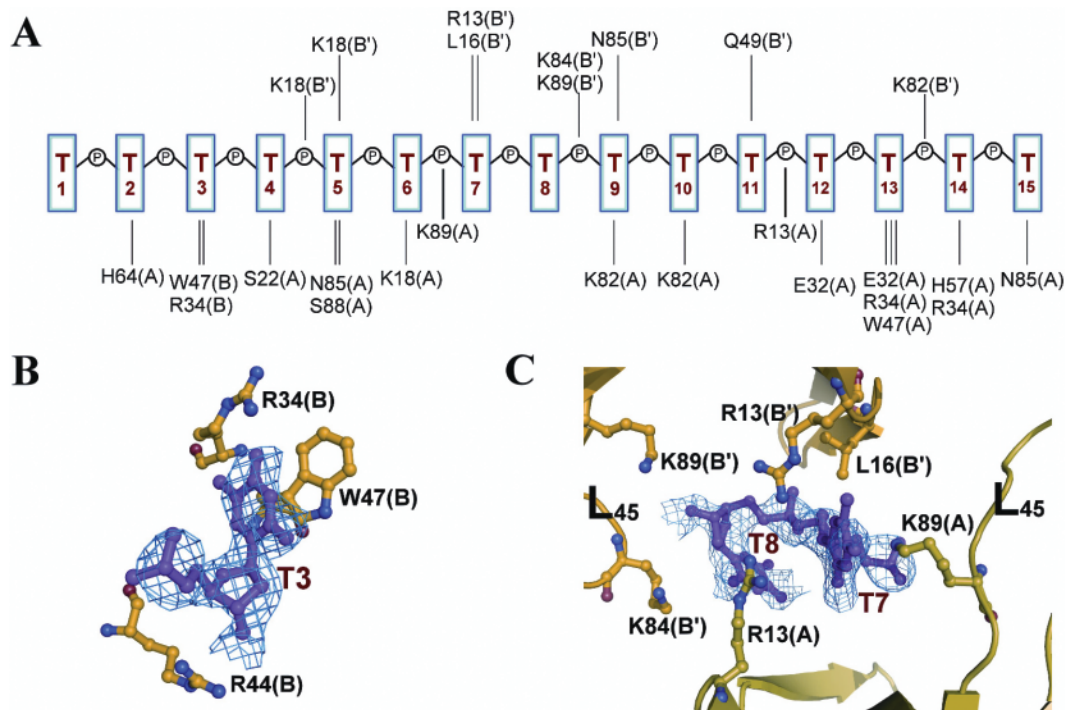 A
R13(B')
K18(B')
L16(B')
N85(B')
Q49(B')
K84(B')
K18(B')
K89(B')
K82(B')
T P T P T P T P T P T P T P T P T P T P T P T P T P T P T
1 2 3 4 5 6 7 8 9 10 11 12 13 14 15
K89(A)
R13(A)
H64(A) W47(B) S22(A) N85(A) K18(A) K82(A) K82(A) E32(A) E32(A) H57(A) N85(A)
R34(B) S88(A) R34(A) R34(A)
W47(A)
B
R34(B)
W47(B)
T3
R44(B)
C
R13(B')
K89(B')
L16(B')
L45
L45
K89(A)
T8
T7
K84(B')
R13(A)